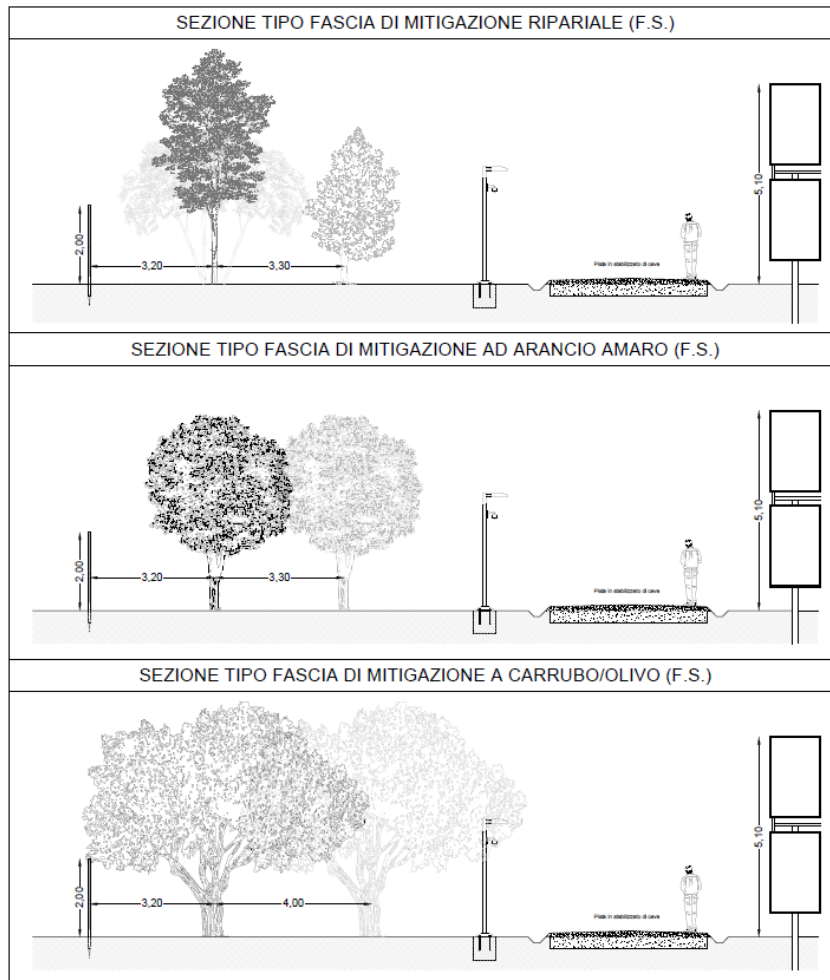 SEZIONE TIPO FASCIA DI MITIGAZIONE RIPARIALE (F.S.)
5,10
2,00
Pista in stabilizzato di cava
3,20
3,30
SEZIONE TIPO FASCIA DI MITIGAZIONE AD ARANCIO AMARO (F.S.)
5,10
2,00
3,20
3,30
Pista in stabilizzato di cava
SEZIONE TIPO FASCIA DI MITIGAZIONE A CARRUBO/OLIVO (F.S.)
5,10
2,00
3,20
4,00
Pista in stabilizzato di cava